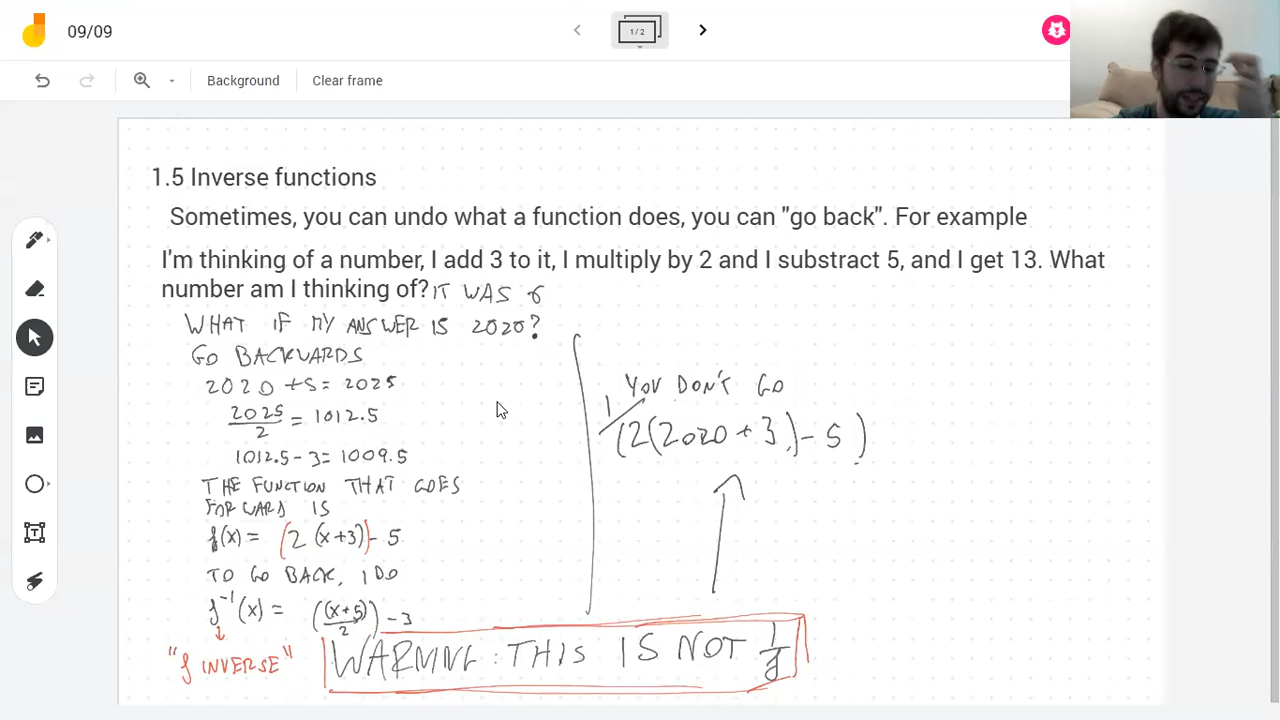 09/09
1/2
Background
Clear frame
1.5 Inverse functions
Sometimes, you can undo what a function does, you can "go back". For example
I'm thinking of a number, I add 3 to it, I multiply by 2 and I substract 5, and I get 13. What
number am I thinking of? IT WAS 6
WHAT IF MY ANSWER IS 2020?
GO BACKWARDS
2020 +5 = 2025
2025/2 = 1012.5
1012.5 - 3 = 1009.5
THE FUNCTION THAT GOES
FORWARD IS
f(x) = (2 (x+3)) - 5
TO GO BACK, I DO
f⁻¹(x) = ((x+5)/2) - 3
"f INVERSE"
YOU DON'T GO
1/(2(2020+3) - 5)
WARNING: THIS IS NOT 1/f